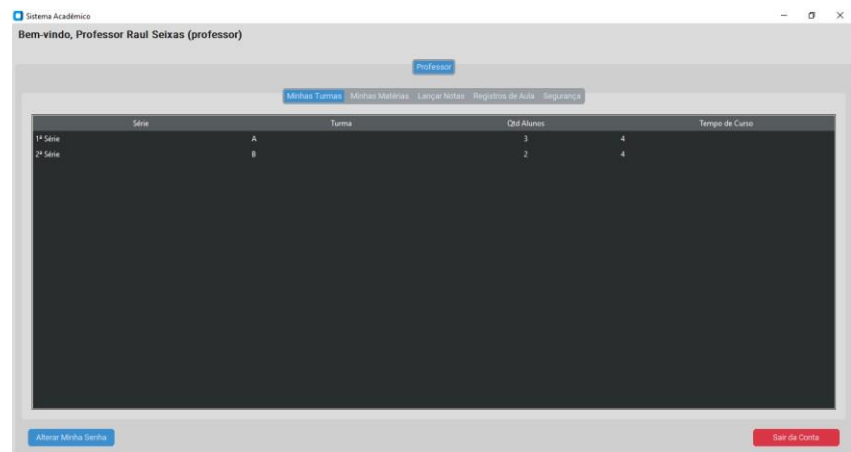 Sistema Acadêmico
Bem-vindo, Professor Raul Seixas (professor)
Professor
Minhas Turmas Minhas Matérias Lançar Notas Registros de Aula Segurança
Série Turma Qtd Alunos Tempo de Curso
1ª Série A 3 4
2ª Série B 2 4
Alterar Minha Senha Sair da Conta